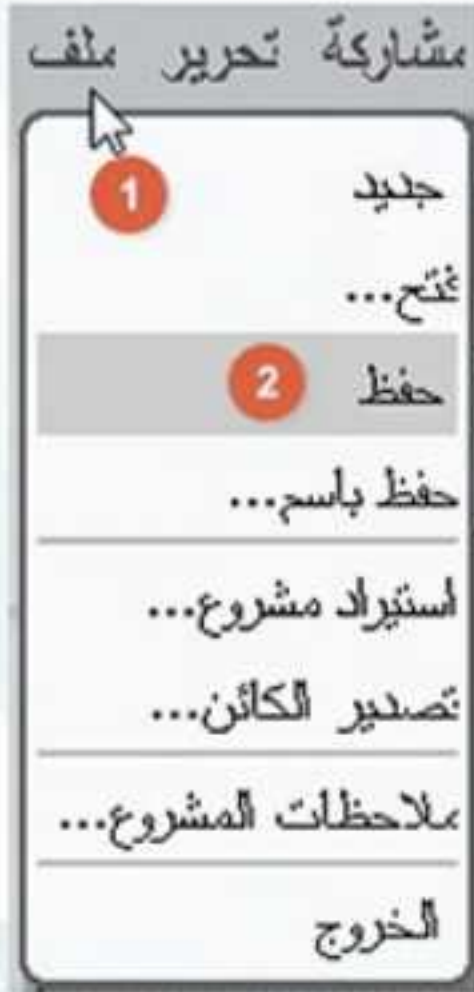 ملف تحرير مشاركة
1
جديد
فتح...
2 حفظ
حفظ باسم...
استيراد مشروع...
تصدير الكائن...
ملاحظات المشروع...
الخروج